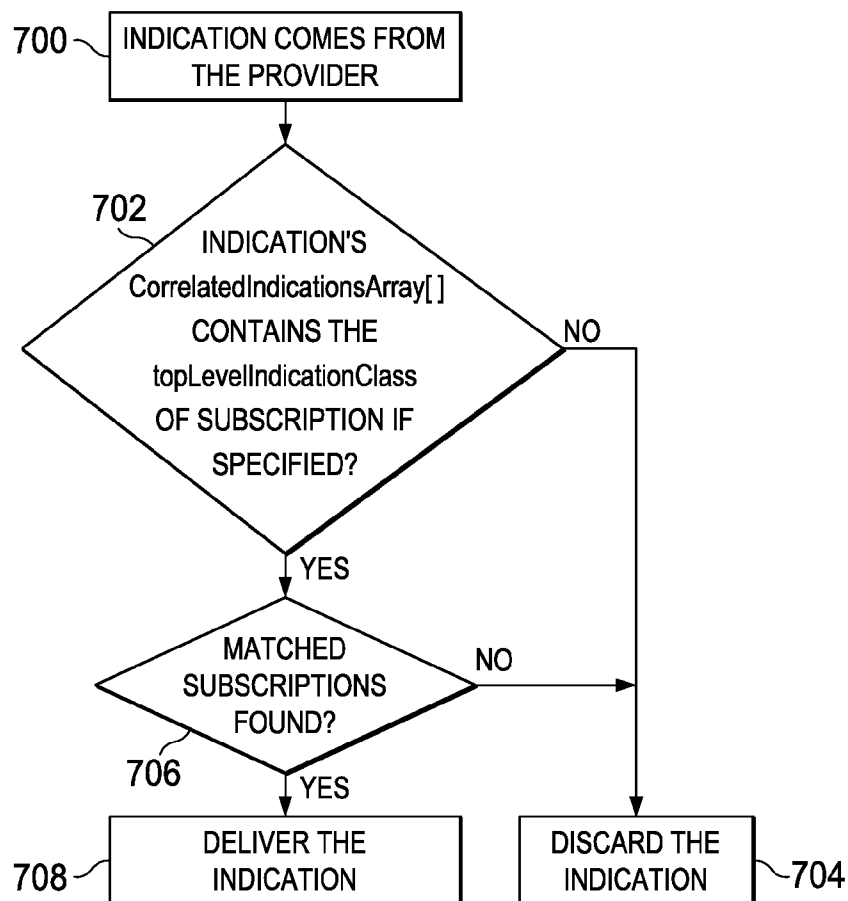 700
INDICATION COMES FROM
THE PROVIDER
702
INDICATION'S
CorrelatedIndicationsArray[ ]
CONTAINS THE
topLevelIndicationClass
OF SUBSCRIPTION IF
SPECIFIED?
NO
YES
MATCHED
SUBSCRIPTIONS
FOUND?
NO
706
YES
708
DELIVER THE
INDICATION
DISCARD THE
INDICATION
704